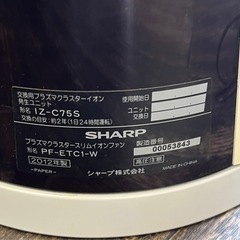 交換用プラズマクラスターイオン
発生ユニット
形名 IZ-C75S
交換の目安:約2年(1日24時間運転)
使用開始日
ユニット
交換日
SHARP
プラズマクラスタースリムイオンファン
形名 PF-ETC1-W
製造番号
00053843
2012年製
高圧注意
-PAPER-
MADE IN CHINA
シャープ株式会社